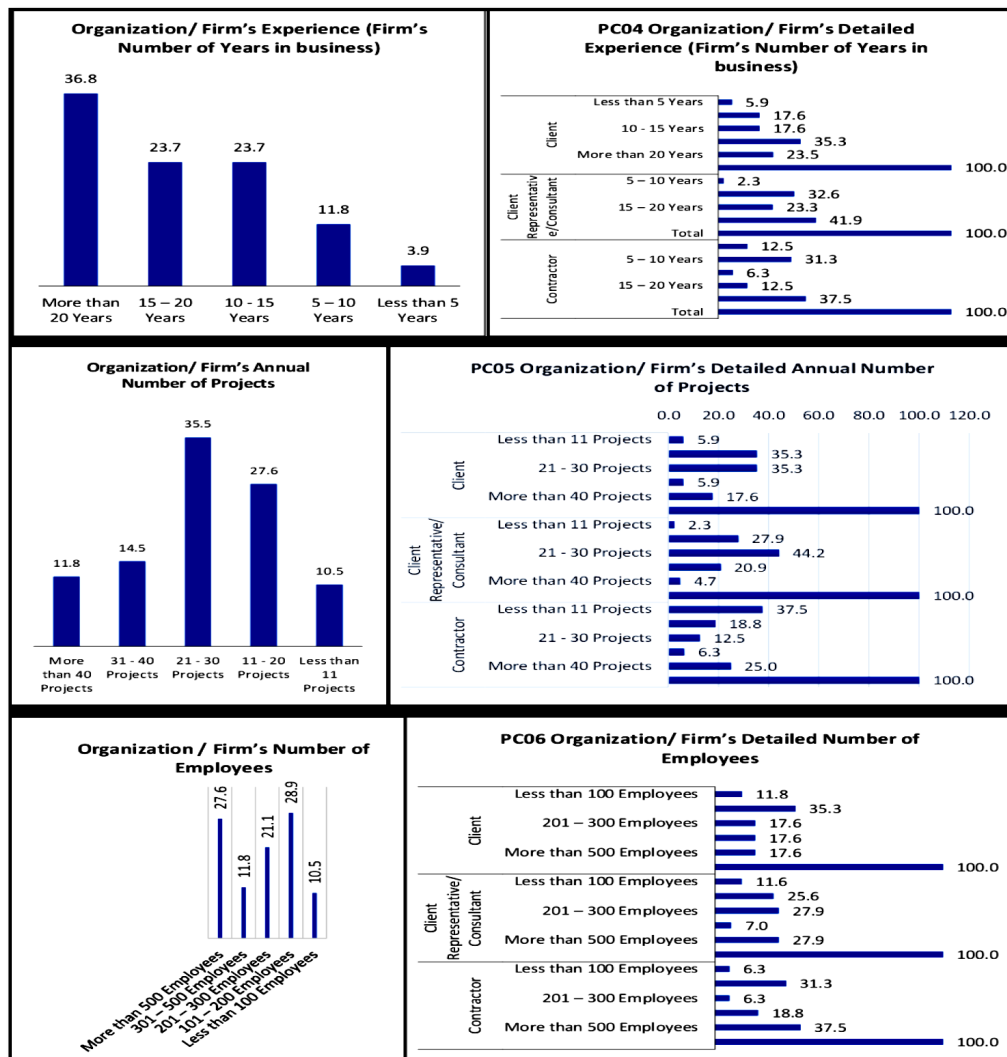 Organization/ Firm's Experience (Firm's
Number of Years in business)
36.8
23.7
23.7
11.8
3.9
More than
20 Years
15 – 20
Years
10 - 15
Years
5 – 10
Years
Less than 5
Years
PC04 Organization/ Firm's Detailed
Experience (Firm's Number of Years in
business)
Client
Less than 5 Years
5.9
17.6
10 - 15 Years
17.6
35.3
More than 20 Years
23.5
100.0
Client
Representativ
e/Consultant
5 – 10 Years
2.3
32.6
15 – 20 Years
23.3
41.9
Total
100.0
Contractor
12.5
5 – 10 Years
31.3
6.3
15 – 20 Years
12.5
37.5
Total
100.0
Organization/ Firm's Annual
Number of Projects
11.8
14.5
35.5
27.6
10.5
More
than 40
Projects
31 - 40
Projects
21 - 30
Projects
11 - 20
Projects
Less than
11
Projects
PC05 Organization/ Firm's Detailed Annual Number
of Projects
0.0 20.0 40.0 60.0 80.0 100.0 120.0
Client
Less than 11 Projects
5.9
35.3
21 - 30 Projects
35.3
5.9
More than 40 Projects
17.6
100.0
Client
Representative/
Consultant
Less than 11 Projects
2.3
27.9
21 - 30 Projects
44.2
20.9
More than 40 Projects
4.7
100.0
Contractor
Less than 11 Projects
37.5
18.8
21 - 30 Projects
12.5
6.3
More than 40 Projects
25.0
100.0
Organization / Firm's Number of
Employees
27.6
11.8
21.1
28.9
10.5
More than 500 Employees
301 – 500 Employees
201 – 300 Employees
101 – 200 Employees
Less than 100 Employees
PC06 Organization/ Firm's Detailed Number of
Employees
Client
Less than 100 Employees
11.8
35.3
201 – 300 Employees
17.6
17.6
More than 500 Employees
17.6
100.0
Client
Representative/
Consultant
Less than 100 Employees
11.6
25.6
201 – 300 Employees
27.9
7.0
More than 500 Employees
27.9
100.0
Contractor
Less than 100 Employees
6.3
31.3
201 – 300 Employees
6.3
18.8
More than 500 Employees
37.5
100.0